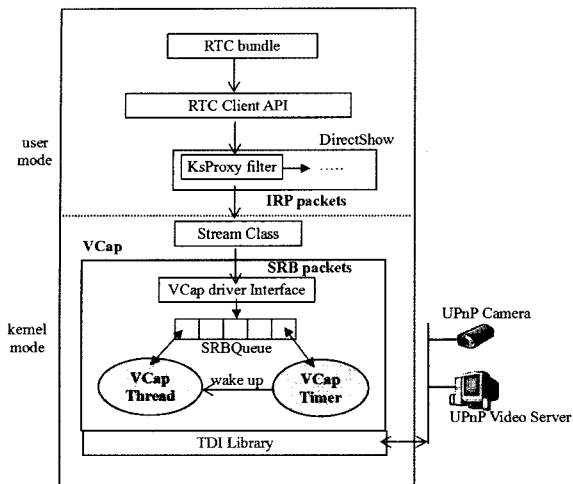 RTC bundle
RTC Client API
DirectShow
user
mode
KsProxy filter
.....
IRP packets
Stream Class
VCap
SRB packets
VCap driver Interface
UPnP Camera
kernel
mode
SRBQueue
VCap
Thread
wake up
VCap
Timer
UPnP Video Server
TDI Library